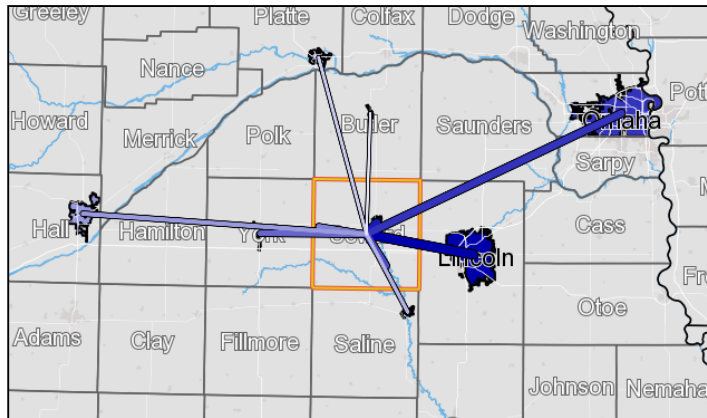 Greeley
Platte
Colfax
Dodge
Washington
Nance
Pott
Howard
Merrick
Polk
Butler
Saunders
Omaha
Sarpy
Hall
Hamilton
York
Seward
Lincoln
Cass
Otoe
Adams
Clay
Fillmore
Saline
Johnson
Nemaha